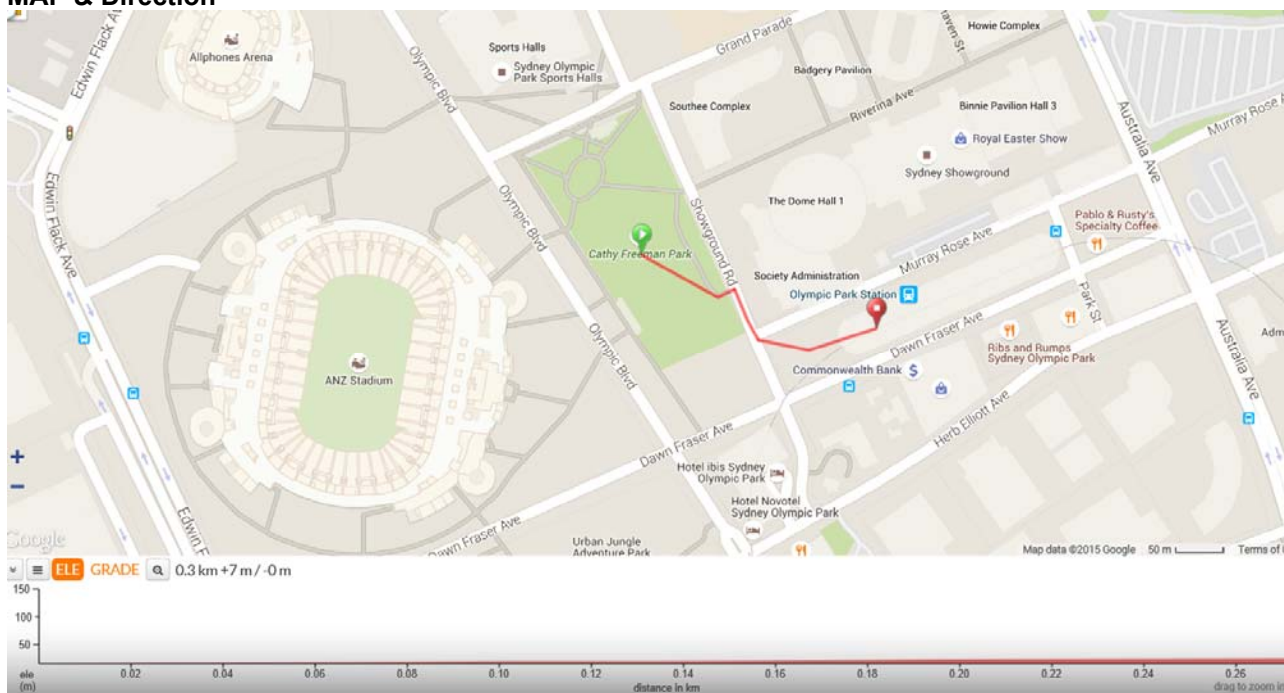 MAP & Direction
Allphones Arena
Edwin Flack Ave
Olympic Blvd
Sports Halls
Sydney Olympic
Park Sports Halls
Grand Parade
Howie Complex
Badgery Pavilion
Southee Complex
Riverina Ave
Binnie Pavilion Hall 3
Royal Easter Show
Murray Rose A
Australia Ave
Sydney Showground
Edwin Flack Ave
Olympic Blvd
Showground Rd
The Dome Hall 1
Pablo & Rusty's
Specialty Coffee
Cathy Freeman Park
Murray Rose Ave
Society Administration
Olympic Park Station
Park St
Dawn Fraser Ave
Ribs and Rumps
Sydney Olympic Park
Australia Ave
Adm
ANZ Stadium
Olympic Blvd
Commonwealth Bank
$
Herb Elliott Ave
Dawn Fraser Ave
+
−
Hotel ibis Sydney
Olympic Park
Hotel Novotel
Sydney Olympic Park
Edwin F
Dawn Fraser Ave
Urban Jungle
Adventure Park
Google
Map data ©2015 Google 50 m Terms of
ELE GRADE 0.3 km +7 m / -0 m
150
100
50
ele
(m)
0.02 0.04 0.06 0.08 0.10 0.12 0.14 0.16 0.18 0.20 0.22 0.24 0.26
distance in km
drag to zoom in